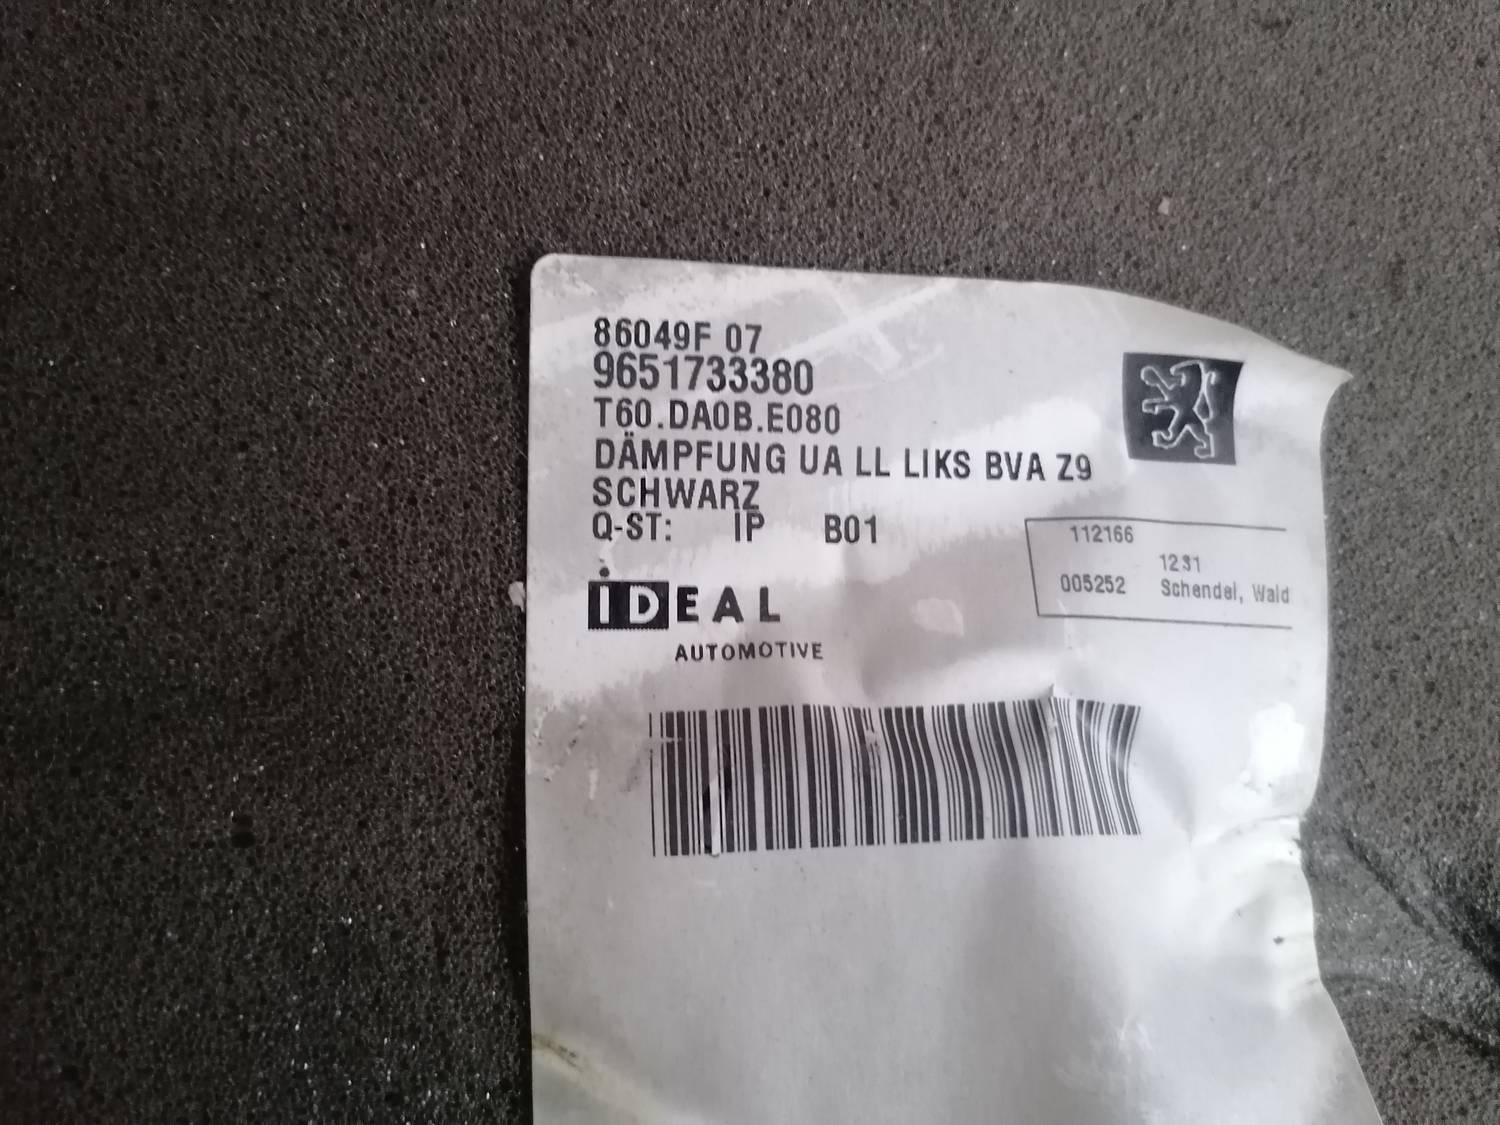 86049F 07
9651733380
T60.DA0B.E080
DÄMPFUNG UA LL LIKS BVA Z9
SCHWARZ
Q-ST: IP B01
112166
1231
005252 Schendel, Wald
IDEAL
AUTOMOTIVE